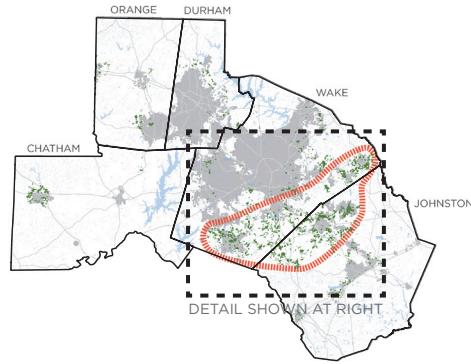 ORANGE
DURHAM
WAKE
CHATHAM
JOHNSTON
DETAIL SHOWN AT RIGHT